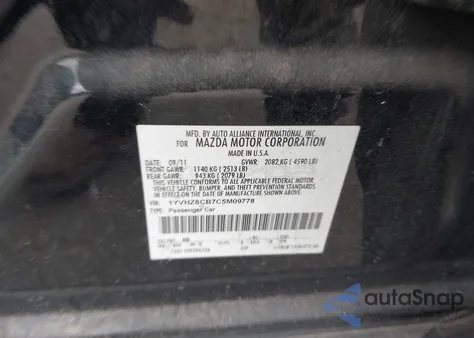 MFD. BY AUTO ALLIANCE INTERNATIONAL, INC.
FOR MAZDA MOTOR CORPORATION
MADE IN U.S.A.
DATE: 09/11 GVWR: 2082 KG ( 4590 LB)
FRONT GAWR: 1140 KG ( 2513 LB)
REAR GAWR: 943 KG ( 2079 LB)
THIS VEHICLE CONFORMS TO ALL APPLICABLE FEDERAL MOTOR
VEHICLE SAFETY, BUMPER, AND THEFT PREVENTION STANDARDS
IN EFFECT ON THE DATE OF MANUFACTURE SHOWN ABOVE.
VIN: 1YVHZ8CB7C5M09778
TYPE: Passenger Car
autoSnap